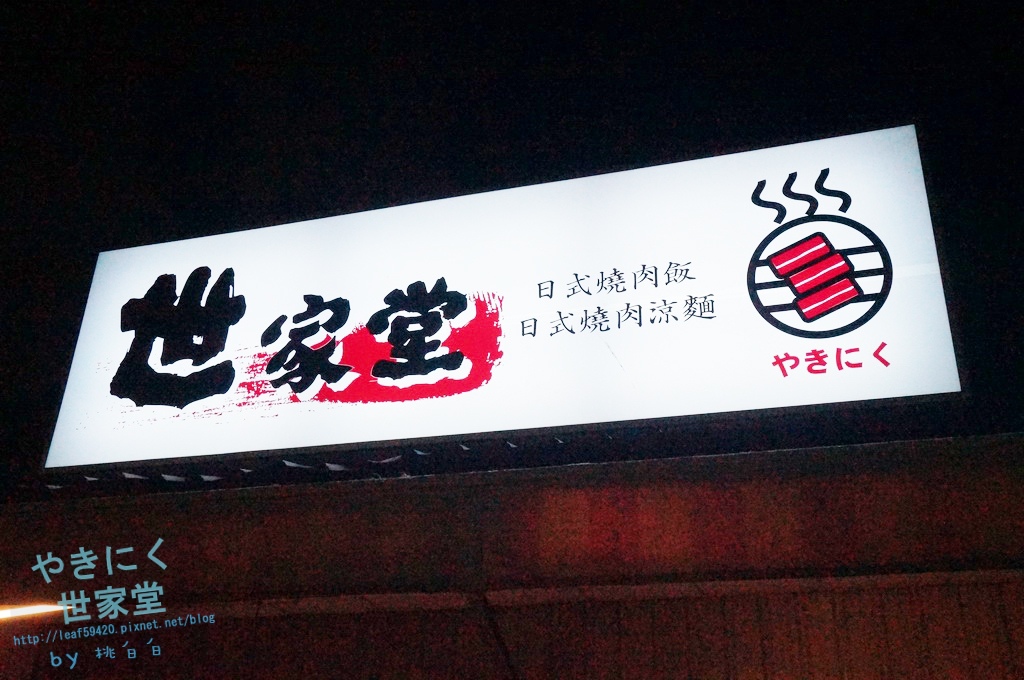 世家堂
日式燒肉飯
日式燒肉涼麵
やきにく
やきにく
世家堂
http://leaf59420.pixnet.net/blog
by 桃白白